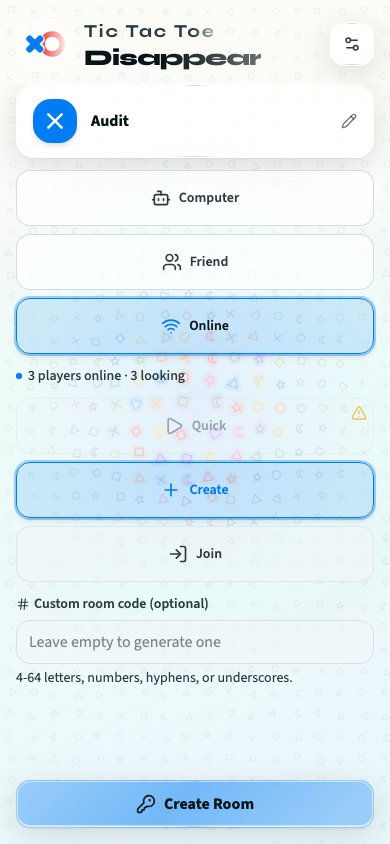 Tic Tac Toe
Disappear
Audit
Computer
Friend
Online
3 players online · 3 looking
Quick
Create
Join
Custom room code (optional)
Leave empty to generate one
4-64 letters, numbers, hyphens, or underscores.
Create Room